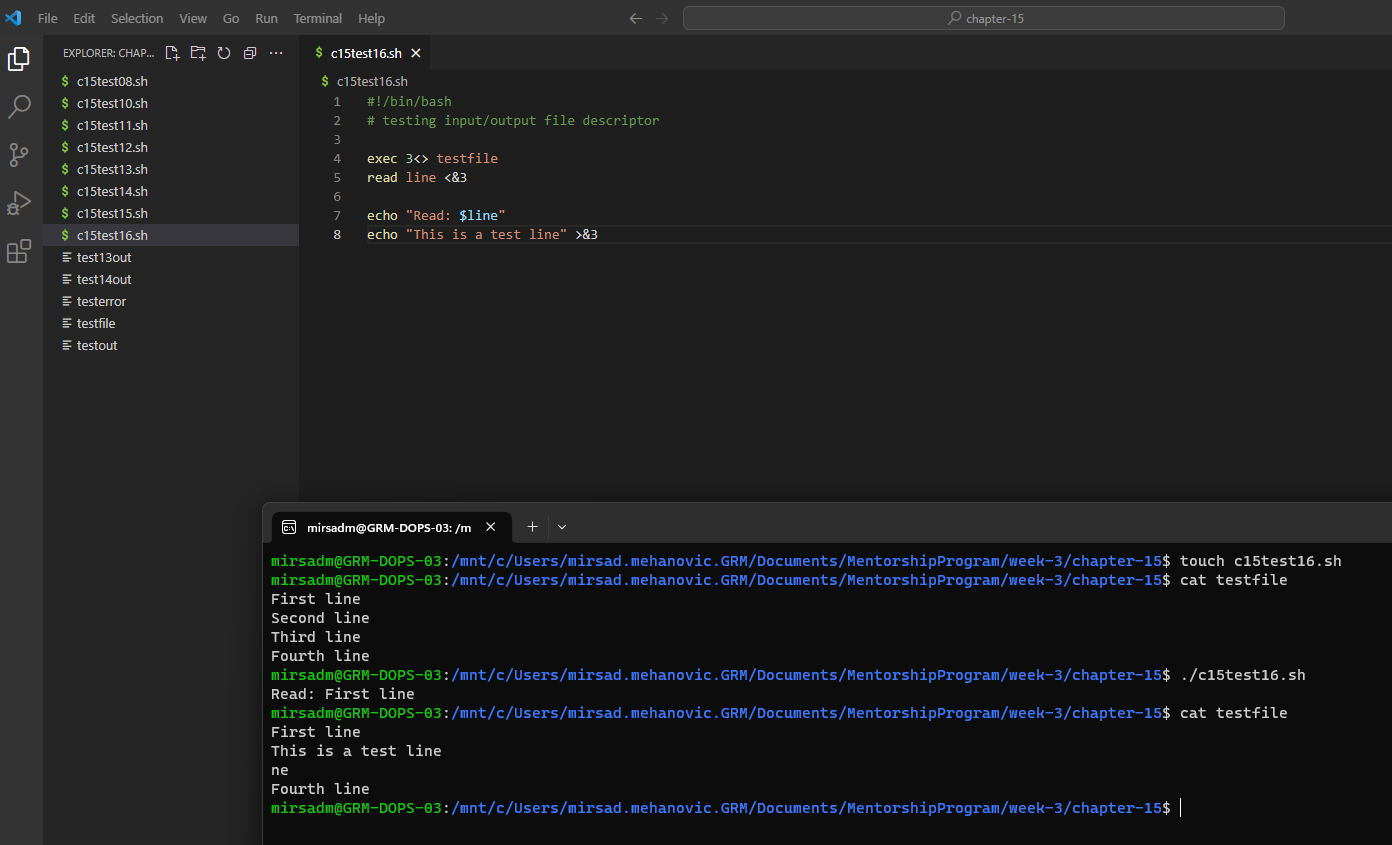 File Edit Selection View Go Run Terminal Help
chapter-15
EXPLORER: CHAP...
c15test08.sh
c15test10.sh
c15test11.sh
c15test12.sh
c15test13.sh
c15test14.sh
c15test15.sh
c15test16.sh
test13out
test14out
testerror
testfile
testout
$ c15test16.sh
$ c15test16.sh
1 #!/bin/bash
2 # testing input/output file descriptor
3
4 exec 3<> testfile
5 read line <&3
6
7 echo "Read: $line"
8 echo "This is a test line" >&3
mirsadm@GRM-DOPS-03: /m
mirsadm@GRM-DOPS-03:/mnt/c/Users/mirsad.mehanovic.GRM/Documents/MentorshipProgram/week-3/chapter-15$ touch c15test16.sh
mirsadm@GRM-DOPS-03:/mnt/c/Users/mirsad.mehanovic.GRM/Documents/MentorshipProgram/week-3/chapter-15$ cat testfile
First line
Second line
Third line
Fourth line
mirsadm@GRM-DOPS-03:/mnt/c/Users/mirsad.mehanovic.GRM/Documents/MentorshipProgram/week-3/chapter-15$ ./c15test16.sh
Read: First line
mirsadm@GRM-DOPS-03:/mnt/c/Users/mirsad.mehanovic.GRM/Documents/MentorshipProgram/week-3/chapter-15$ cat testfile
First line
This is a test line
ne
Fourth line
mirsadm@GRM-DOPS-03:/mnt/c/Users/mirsad.mehanovic.GRM/Documents/MentorshipProgram/week-3/chapter-15$